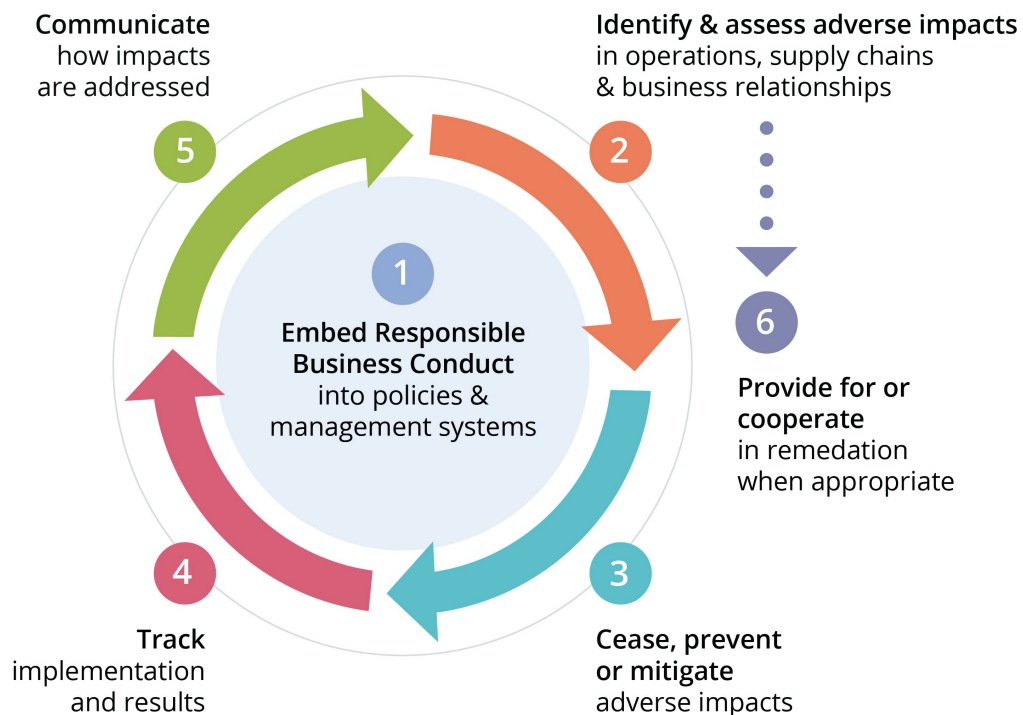 Communicate
how impacts
are addressed
5
Identify & assess adverse impacts
in operations, supply chains
& business relationships
2
1
Embed Responsible
Business Conduct
into policies &
management systems
6
Provide for or
cooperate
in remedation
when appropriate
4
Track
implementation
and results
3
Cease, prevent
or mitigate
adverse impacts